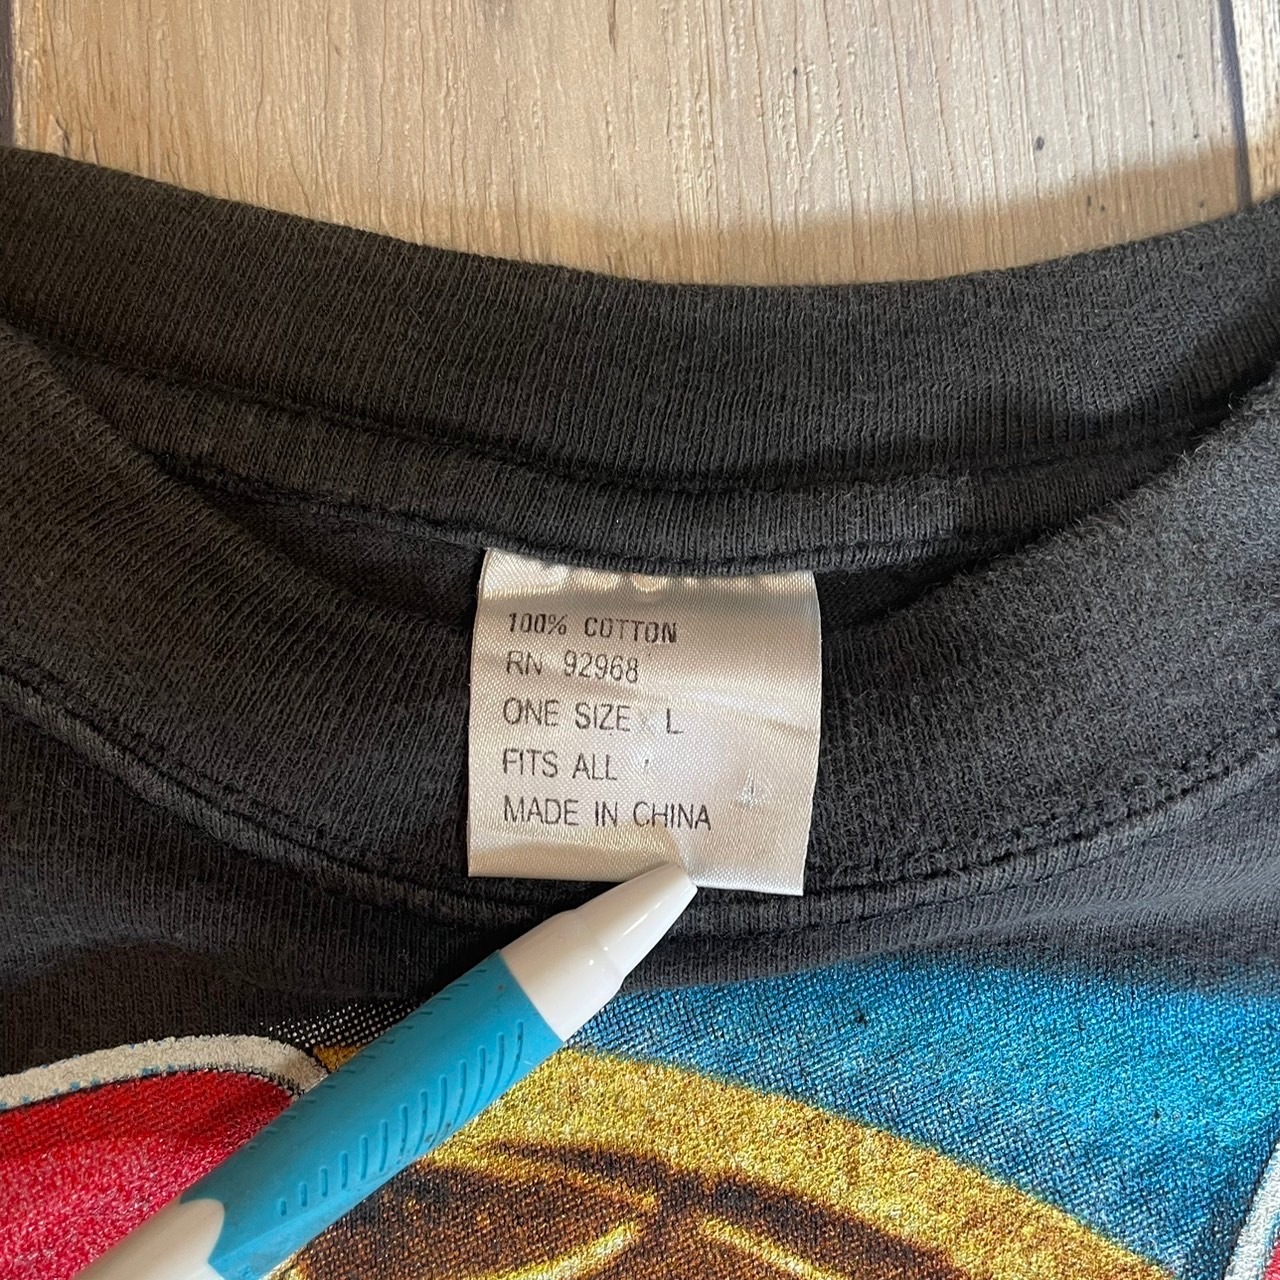 100% COTTON
RN 92968
ONE SIZE L
FITS ALL
MADE IN CHINA